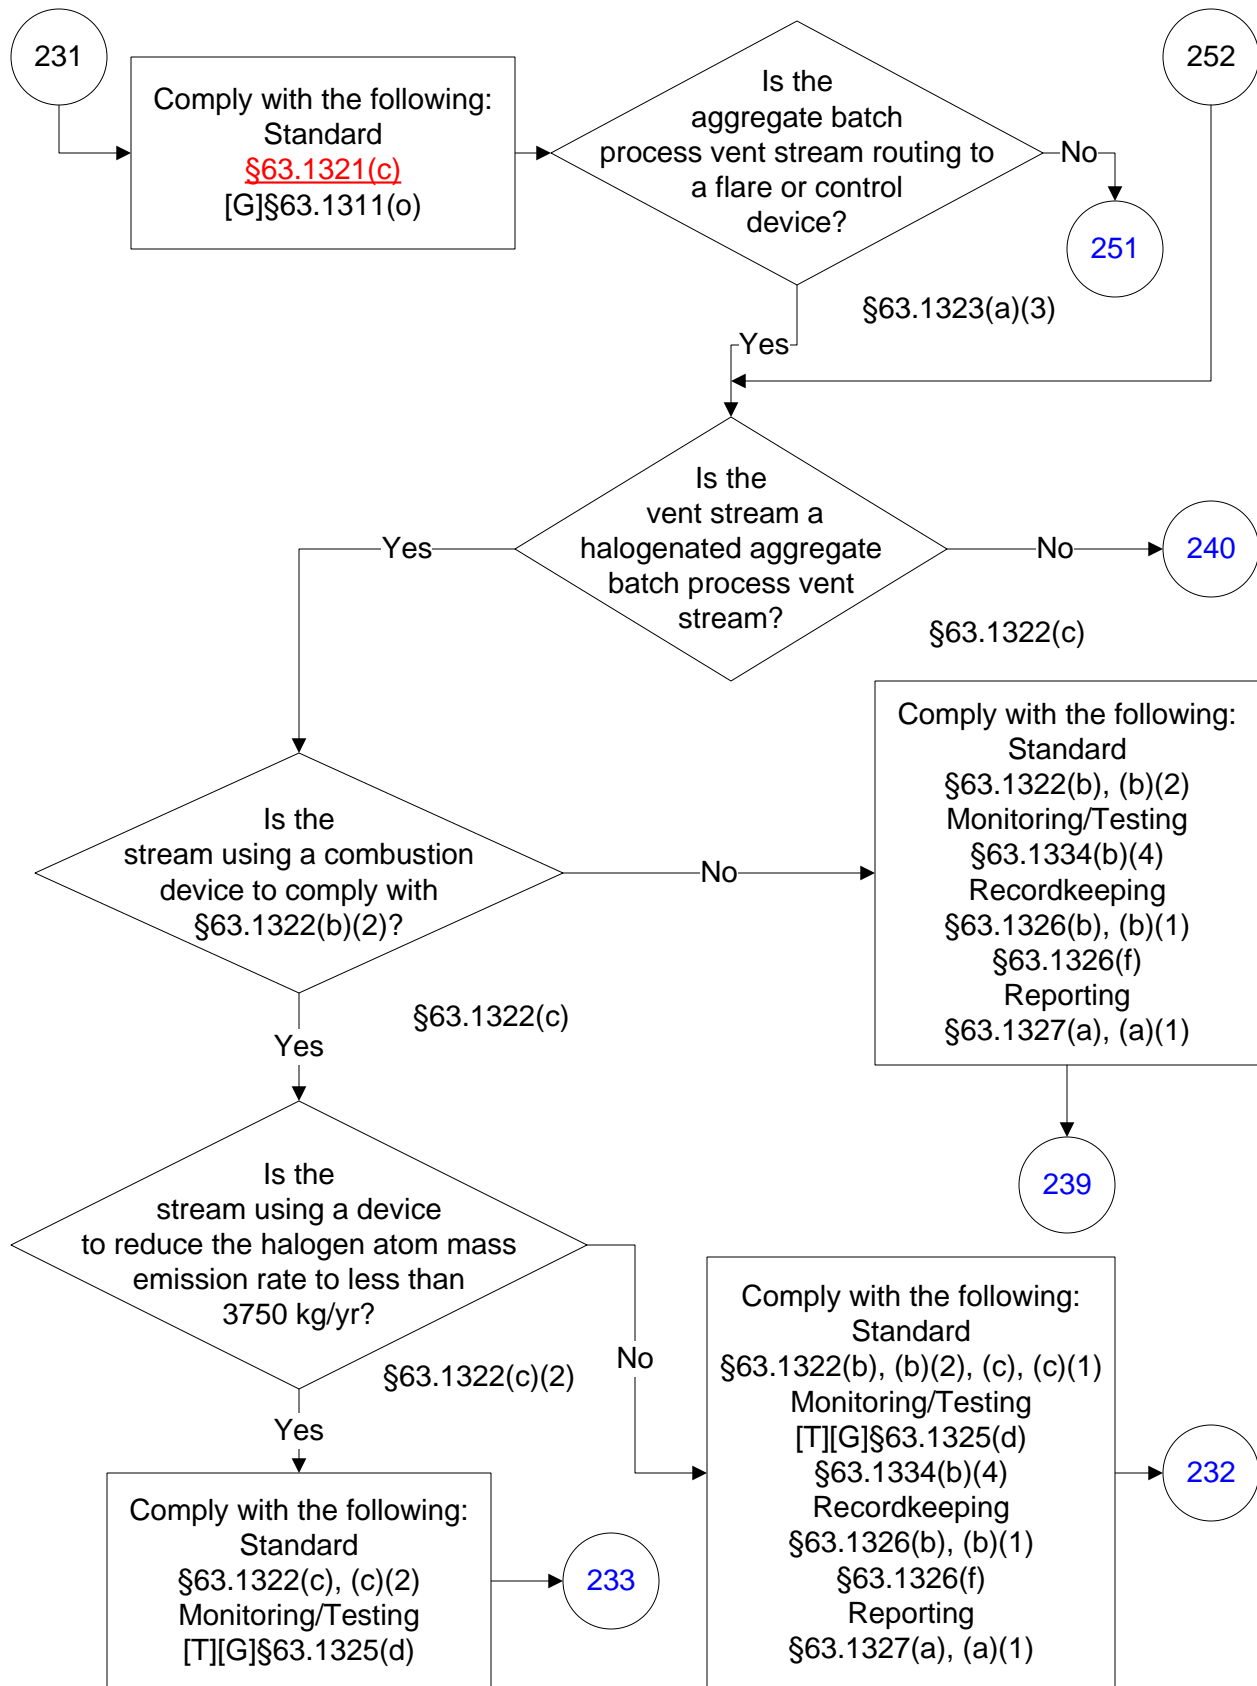 231
Comply with the following:
Standard
§63.1321(c)
[G]§63.1311(o)
Is the
aggregate batch
process vent stream routing to
a flare or control
device?
No
251
252
§63.1323(a)(3)
Yes
Is the
vent stream a
halogenated aggregate
batch process vent
stream?
Yes
No
240
§63.1322(c)
Is the
stream using a combustion
device to comply with
§63.1322(b)(2)?
No
Comply with the following:
Standard
§63.1322(b), (b)(2)
Monitoring/Testing
§63.1334(b)(4)
Recordkeeping
§63.1326(b), (b)(1)
§63.1326(f)
Reporting
§63.1327(a), (a)(1)
239
§63.1322(c)
Yes
Is the
stream using a device
to reduce the halogen atom mass
emission rate to less than
3750 kg/yr?
§63.1322(c)(2)
No
Yes
Comply with the following:
Standard
§63.1322(b), (b)(2), (c), (c)(1)
Monitoring/Testing
[T][G]§63.1325(d)
§63.1334(b)(4)
Recordkeeping
§63.1326(b), (b)(1)
§63.1326(f)
Reporting
§63.1327(a), (a)(1)
232
Comply with the following:
Standard
§63.1322(c), (c)(2)
Monitoring/Testing
[T][G]§63.1325(d)
233